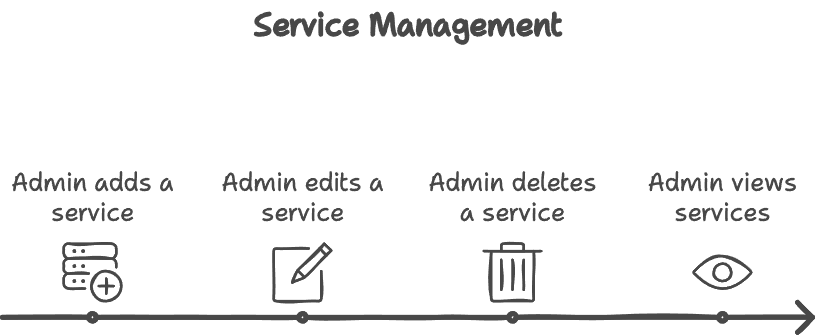 Service Management
Admin adds a
service
Admin edits a
service
Admin deletes
a service
Admin views
services